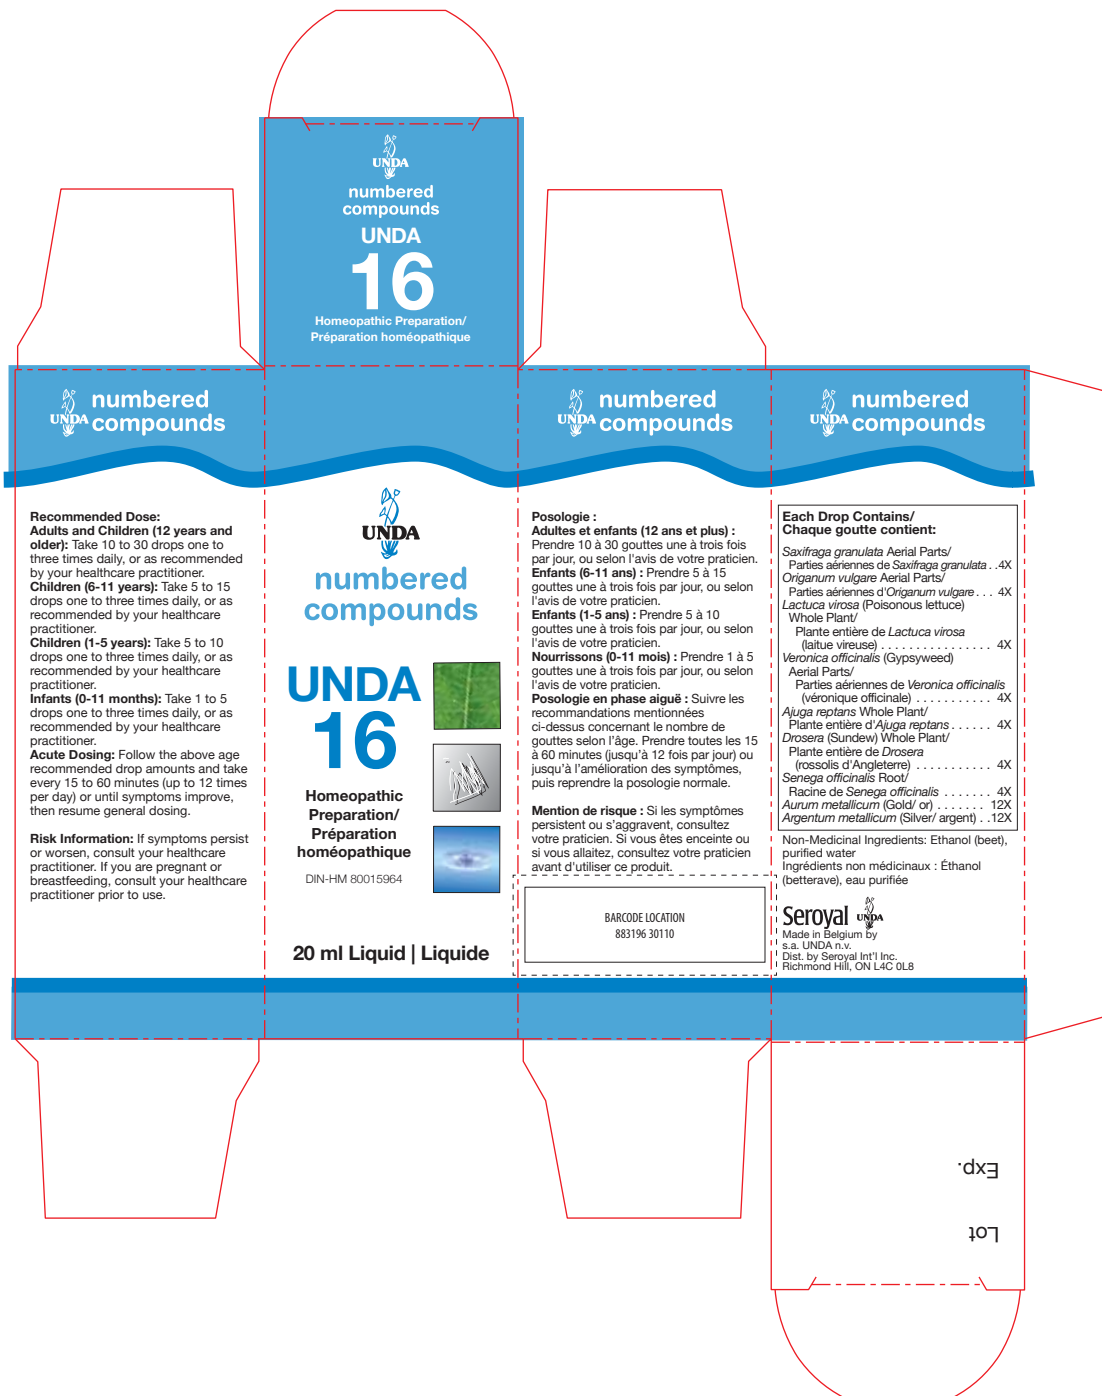 UNDA
numbered
compounds
UNDA
16
Homeopathic Preparation/
Préparation homéopathique
UNDA
numbered
compounds
Recommended Dose:
Adults and Children (12 years and
older): Take 10 to 30 drops one to
three times daily, or as recommended
by your healthcare practitioner.
Children (6-11 years): Take 5 to 15
drops one to three times daily, or as
recommended by your healthcare
practitioner.
Children (1-5 years): Take 5 to 10
drops one to three times daily, or as
recommended by your healthcare
practitioner.
Infants (0-11 months): Take 1 to 5
drops one to three times daily, or as
recommended by your healthcare
practitioner.
Acute Dosing: Follow the above age
recommended drop amounts and take
every 15 to 60 minutes (up to 12 times
per day) or until symptoms improve,
then resume general dosing.
Risk Information: If symptoms persist
or worsen, consult your healthcare
practitioner. If you are pregnant or
breastfeeding, consult your healthcare
practitioner prior to use.
UNDA
numbered
compounds
UNDA
16
Homeopathic
Preparation/
Préparation
homéopathique
DIN-HM 80015964
20 ml Liquid | Liquide
UNDA
numbered
compounds
Posologie :
Adultes et enfants (12 ans et plus) :
Prendre 10 à 30 gouttes une à trois fois
par jour, ou selon l'avis de votre praticien.
Enfants (6-11 ans) : Prendre 5 à 15
gouttes une à trois fois par jour, ou selon
l'avis de votre praticien.
Enfants (1-5 ans) : Prendre 5 à 10
gouttes une à trois fois par jour, ou selon
l'avis de votre praticien.
Nourrissons (0-11 mois) : Prendre 1 à 5
gouttes une à trois fois par jour, ou selon
l'avis de votre praticien.
Posologie en phase aiguë : Suivre les
recommandations mentionnées
ci-dessus concernant le nombre de
gouttes selon l'âge. Prendre toutes les 15
à 60 minutes (jusqu'à 12 fois par jour) ou
jusqu'à l'amélioration des symptômes,
puis reprendre la posologie normale.
Mention de risque : Si les symptômes
persistent ou s'aggravent, consultez
votre praticien. Si vous êtes enceinte ou
si vous allaitez, consultez votre praticien
avant d'utiliser ce produit.
BARCODE LOCATION
883196 30110
UNDA
numbered
compounds
Each Drop Contains/
Chaque goutte contient:
Saxifraga granulata Aerial Parts/
Parties aériennes de Saxifraga granulata . .4X
Origanum vulgare Aerial Parts/
Parties aériennes d'Origanum vulgare . . . 4X
Lactuca virosa (Poisonous lettuce)
Whole Plant/
Plante entière de Lactuca virosa
(laitue vireuse) . . . . . . . . . . . . . . . . 4X
Veronica officinalis (Gypsyweed)
Aerial Parts/
Parties aériennes de Veronica officinalis
(véronique officinale) . . . . . . . . . . . 4X
Ajuga reptans Whole Plant/
Plante entière d'Ajuga reptans . . . . . . 4X
Drosera (Sundew) Whole Plant/
Plante entière de Drosera
(rossolis d'Angleterre) . . . . . . . . . . . 4X
Senega officinalis Root/
Racine de Senega officinalis . . . . . . . 4X
Aurum metallicum (Gold/ or) . . . . . . . 12X
Argentum metallicum (Silver/ argent) . .12X
Non-Medicinal Ingredients: Ethanol (beet),
purified water
Ingrédients non médicinaux : Éthanol
(betterave), eau purifiée
Seroyal UNDA
Made in Belgium by
s.a. UNDA n.v.
Dist. by Seroyal Int'l Inc.
Richmond Hill, ON L4C 0L8
Exp.
Lot